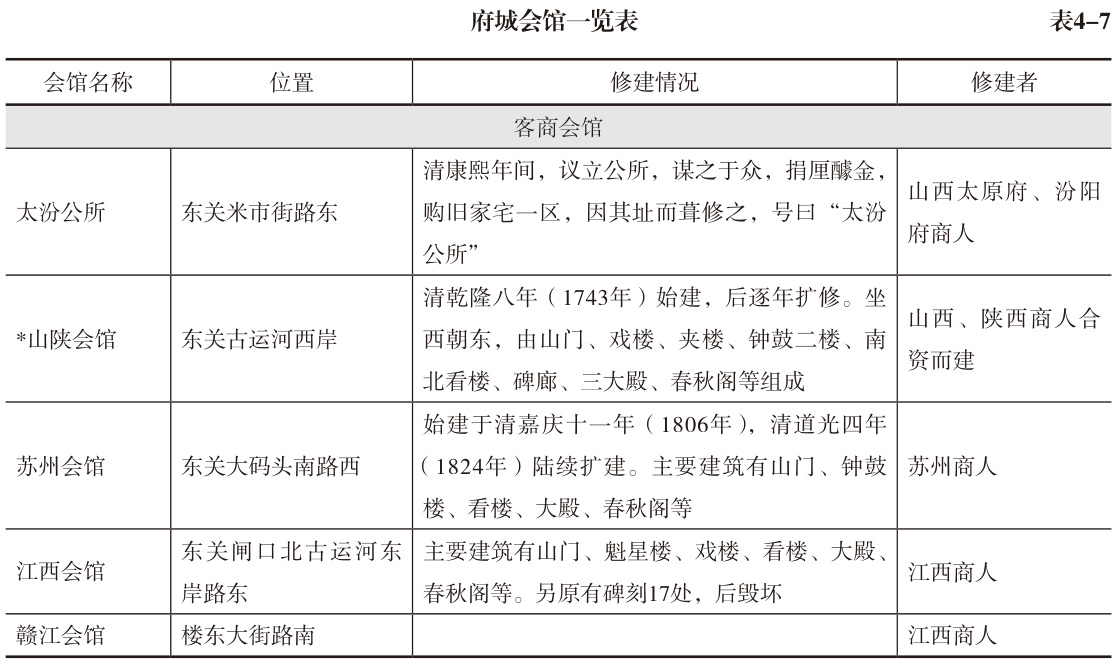 府城会馆一览表 表4–7
会馆名称 位置 修建情况 修建者
客商会馆
太汾公所 东关米市街路东 清康熙年间，议立公所，谋之于众，捐厘醵金，
购旧家宅一区，因其址而葺修之，号曰“太汾
公所” 山西太原府、汾阳
府商人
*山陕会馆 东关古运河西岸 清乾隆八年（1743年）始建，后逐年扩修。坐
西朝东，由山门、戏楼、夹楼、钟鼓二楼、南
北看楼、碑廊、三大殿、春秋阁等组成 山西、陕西商人合
资而建
苏州会馆 东关大码头南路西 始建于清嘉庆十一年（1806年），清道光四年
（1824年）陆续扩建。主要建筑有山门、钟鼓
楼、看楼、大殿、春秋阁等 苏州商人
江西会馆 东关闸口北古运河东
岸路东 主要建筑有山门、魁星楼、戏楼、看楼、大殿、
春秋阁等。另原有碑刻17处，后毁坏 江西商人
赣江会馆 楼东大街路南 江西商人